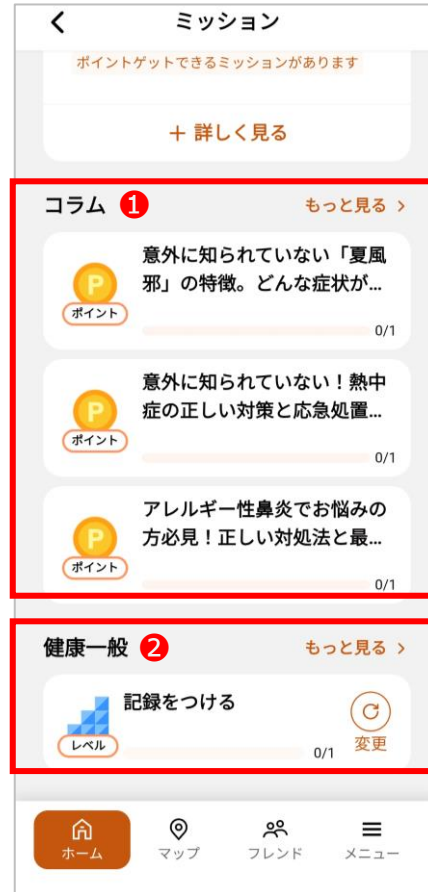 ミッション
ポイントゲットできるミッションがあります
＋ 詳しく見る
コラム ❶ もっと見る >
意外に知られていない「夏風
邪」の特徴。どんな症状が...
P
ポイント
0/1
意外に知られていない！熱中
症の正しい対策と応急処置...
P
ポイント
0/1
アレルギー性鼻炎でお悩みの
方必見！正しい対処法と最...
P
ポイント
0/1
健康一般 ❷ もっと見る >
記録をつける
レベル
0/1
変更
ホーム マップ フレンド メニュー